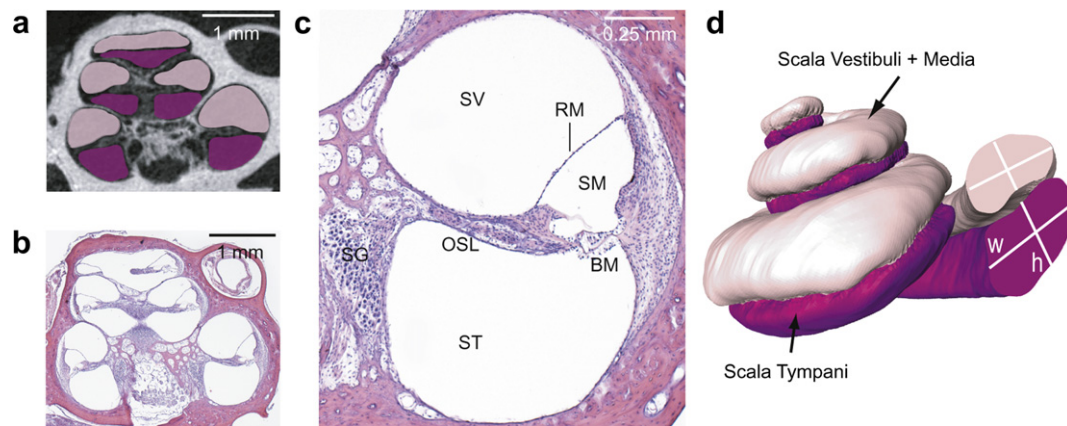 a
1 mm
b
1 mm
c
0.25 mm
SV
RM
SM
SG
OSL
BM
ST
d
Scala Vestibuli + Media
w
h
Scala Tympani